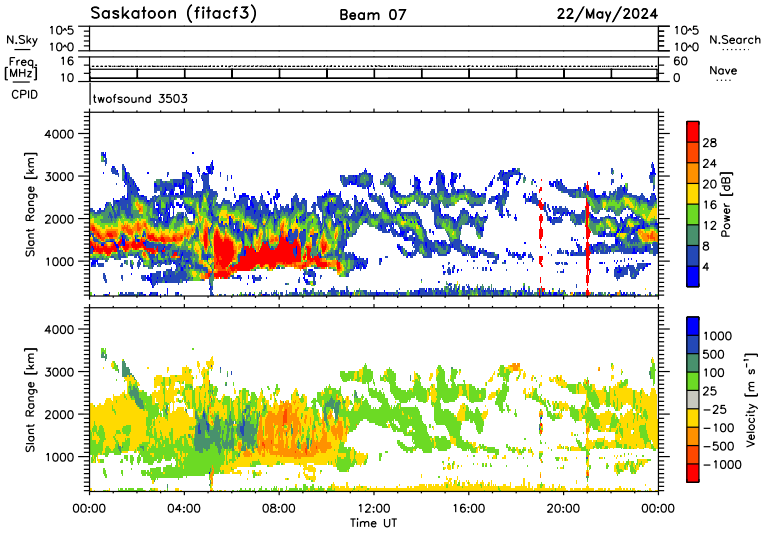 Saskatoon (fitacf3) Beam 07 22/May/2024
N.Sky 10^5 10^0 10^5 10^0 N.Search
Freq. [MHz] 16 10 60 0 Nave
CPID twofsound 3503
4000
3000
2000
1000
Slant Range [km]
28
24
20
16
12
8
4
Power [dB]
4000
3000
2000
1000
Slant Range [km]
1000
500
100
25
−25
−100
−500
−1000
Velocity [m s⁻¹]
00:00 04:00 08:00 12:00 16:00 20:00 00:00
Time UT